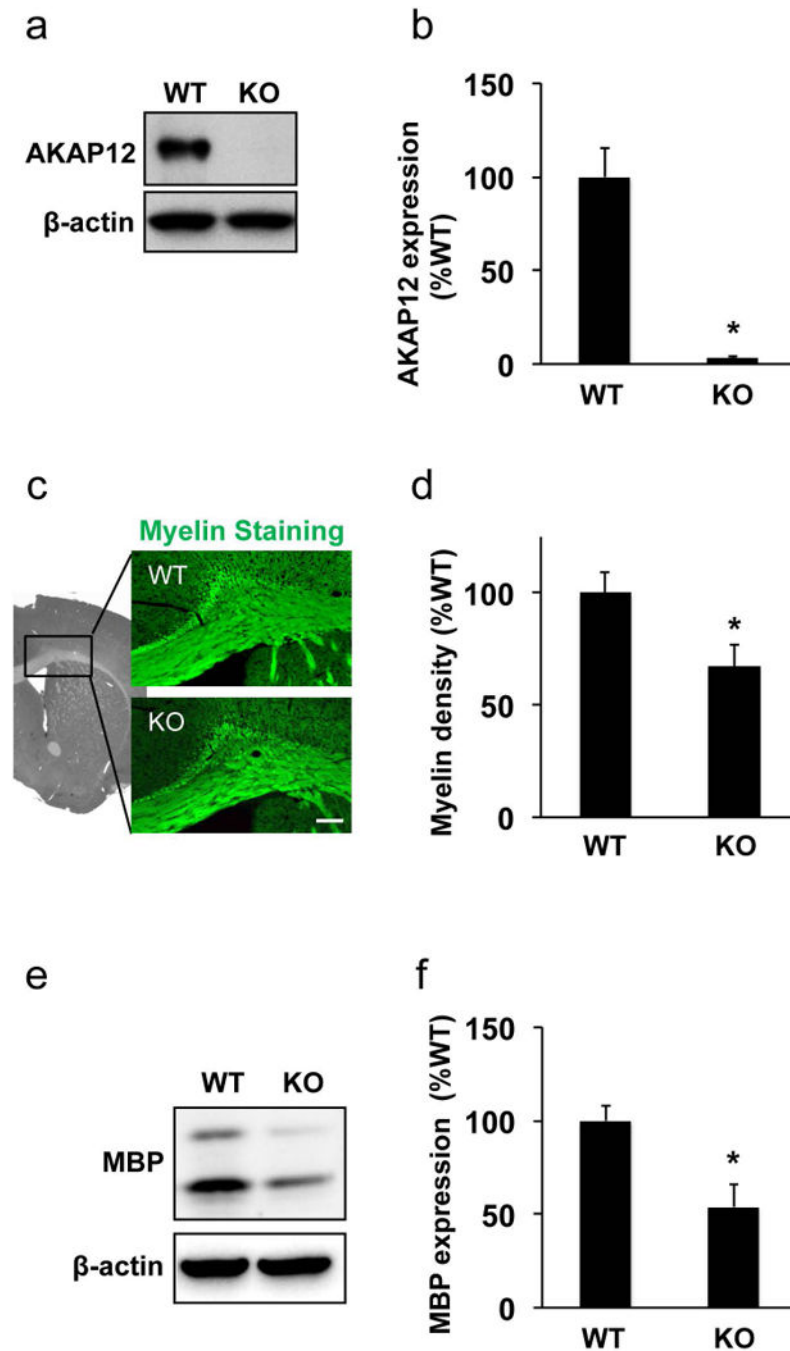 a
WT KO
AKAP12
β-actin
b
AKAP12 expression
(%WT)
150
100
50
0
*
WT KO
c
Myelin Staining
WT
KO
d
Myelin density (%WT)
100
50
0
*
WT KO
e
WT KO
MBP
β-actin
f
MBP expression (%WT)
150
100
50
0
*
WT KO